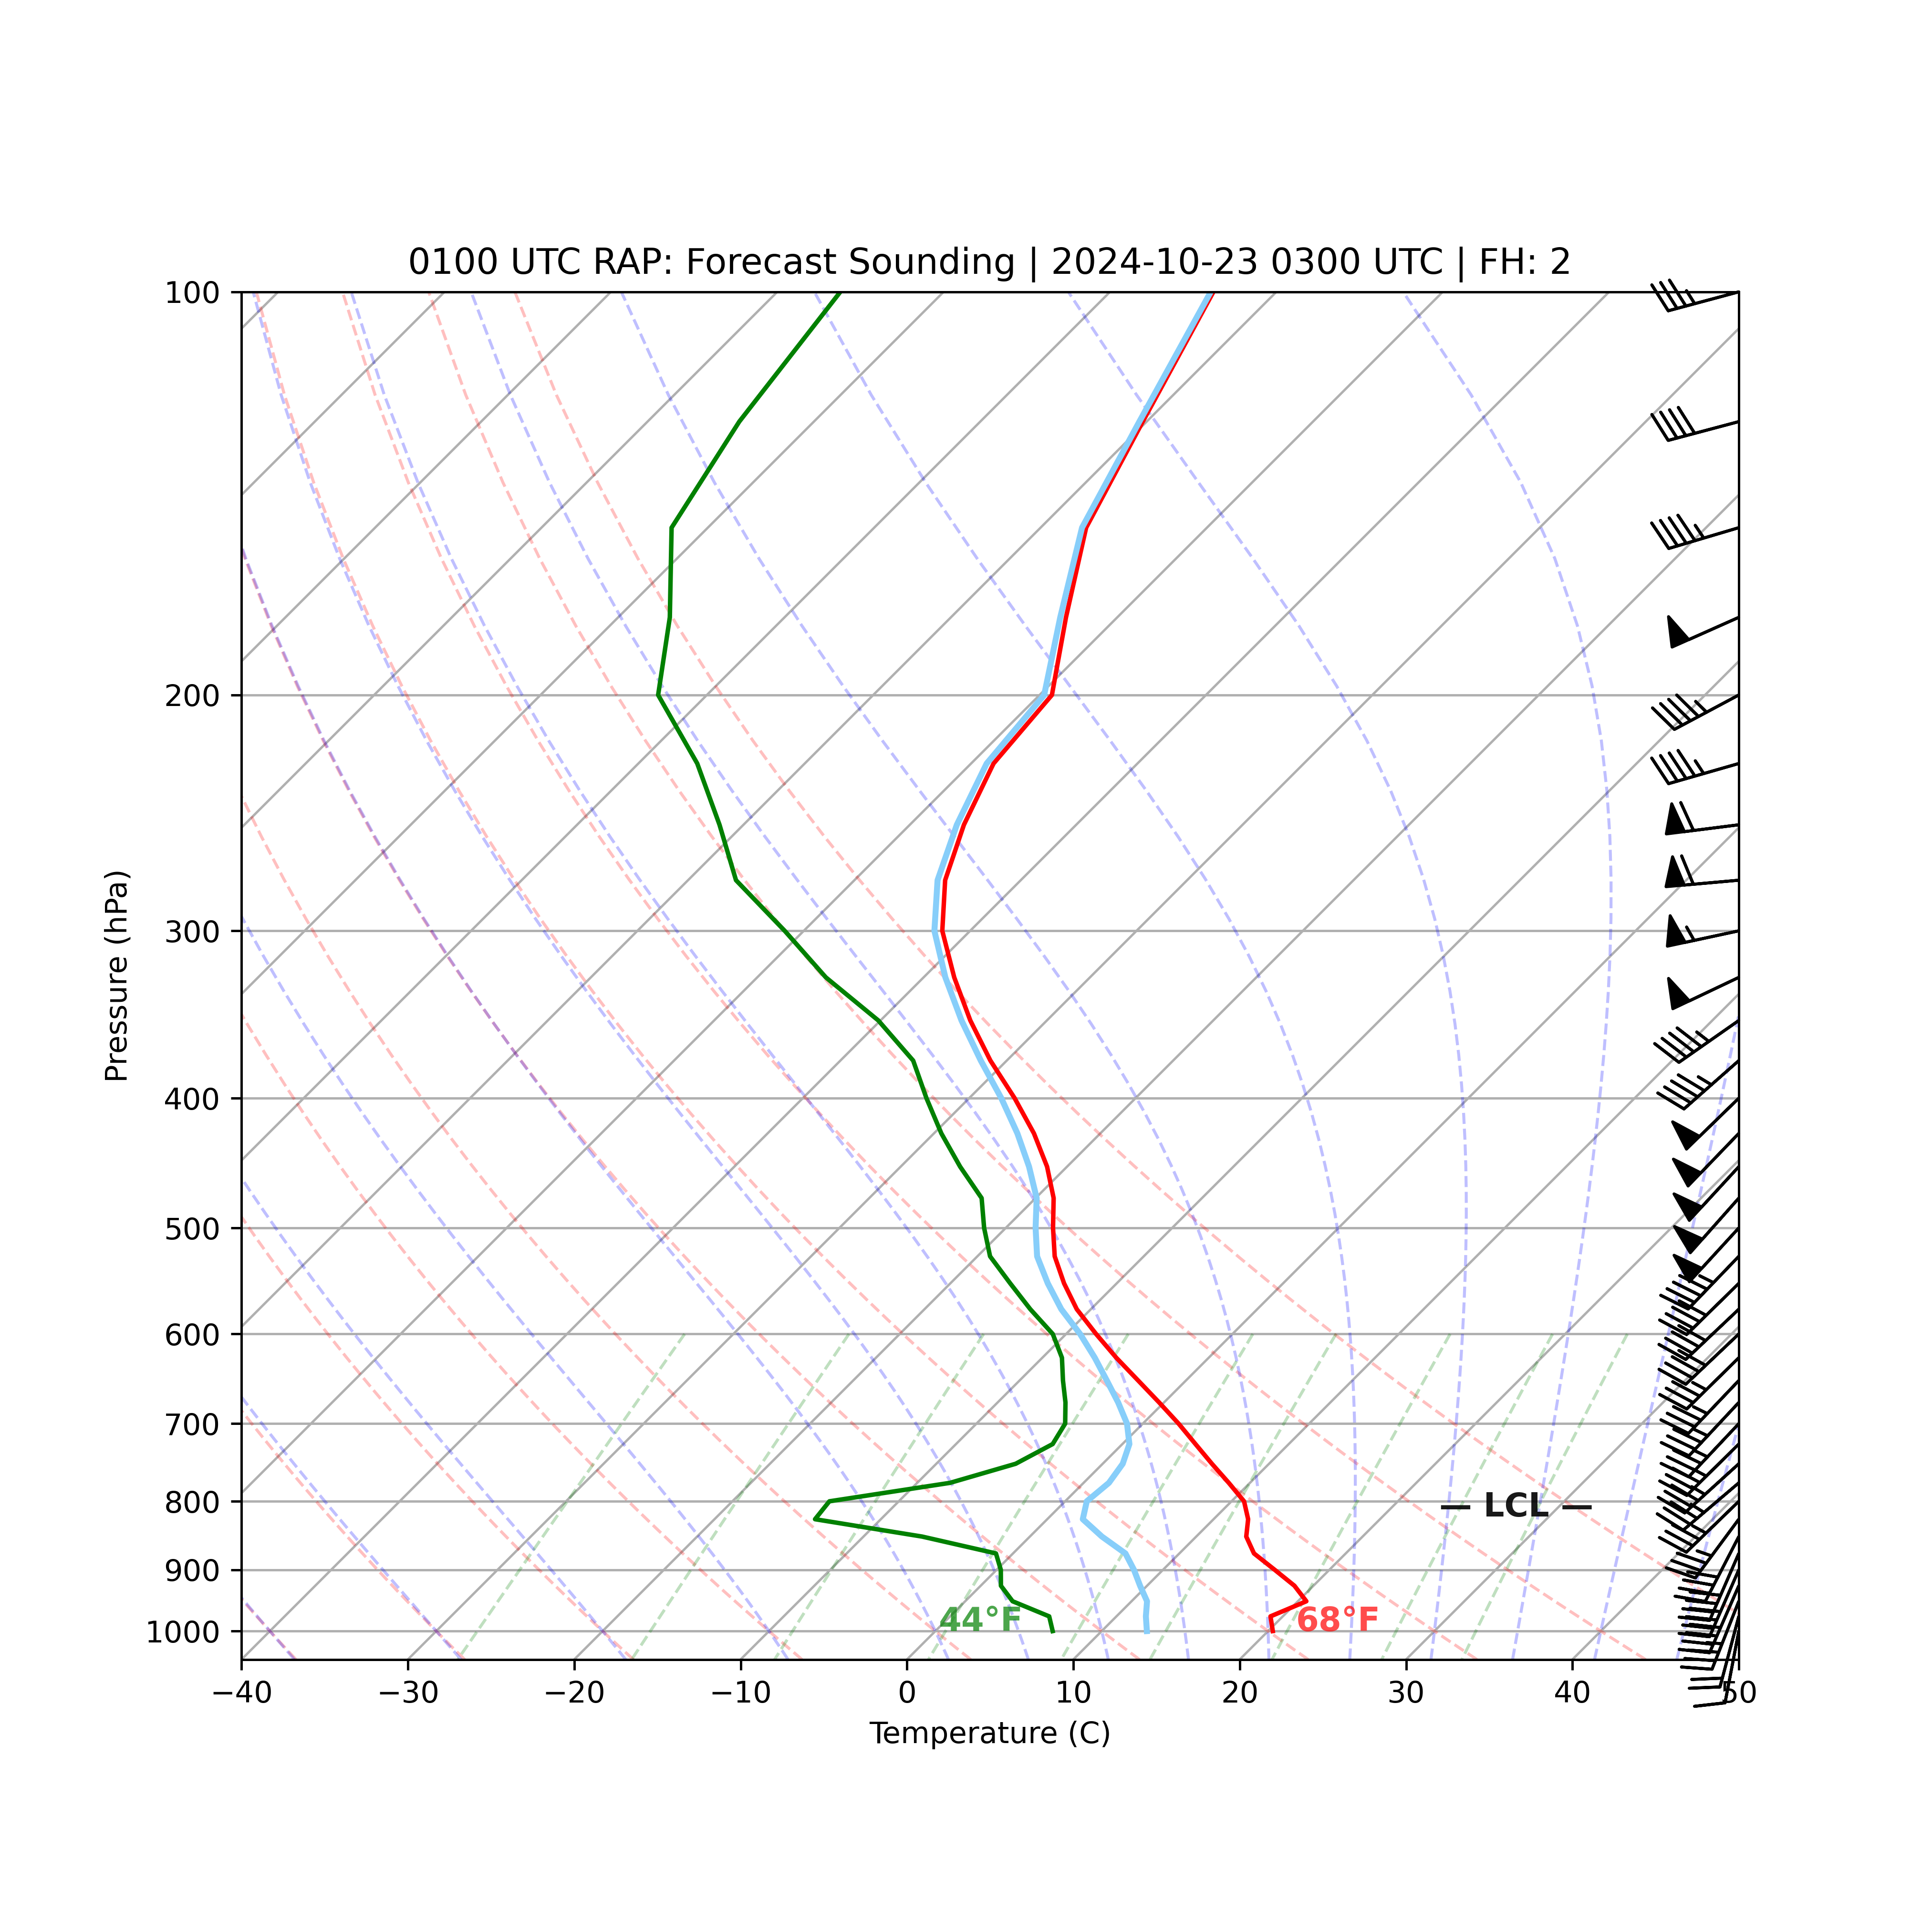 0100 UTC RAP: Forecast Sounding | 2024-10-23 0300 UTC | FH: 2
100
200
300
400
500
600
700
800
900
1000
Pressure (hPa)
— LCL —
44°F
68°F
−40 −30 −20 −10 0 10 20 30 40 50
Temperature (C)